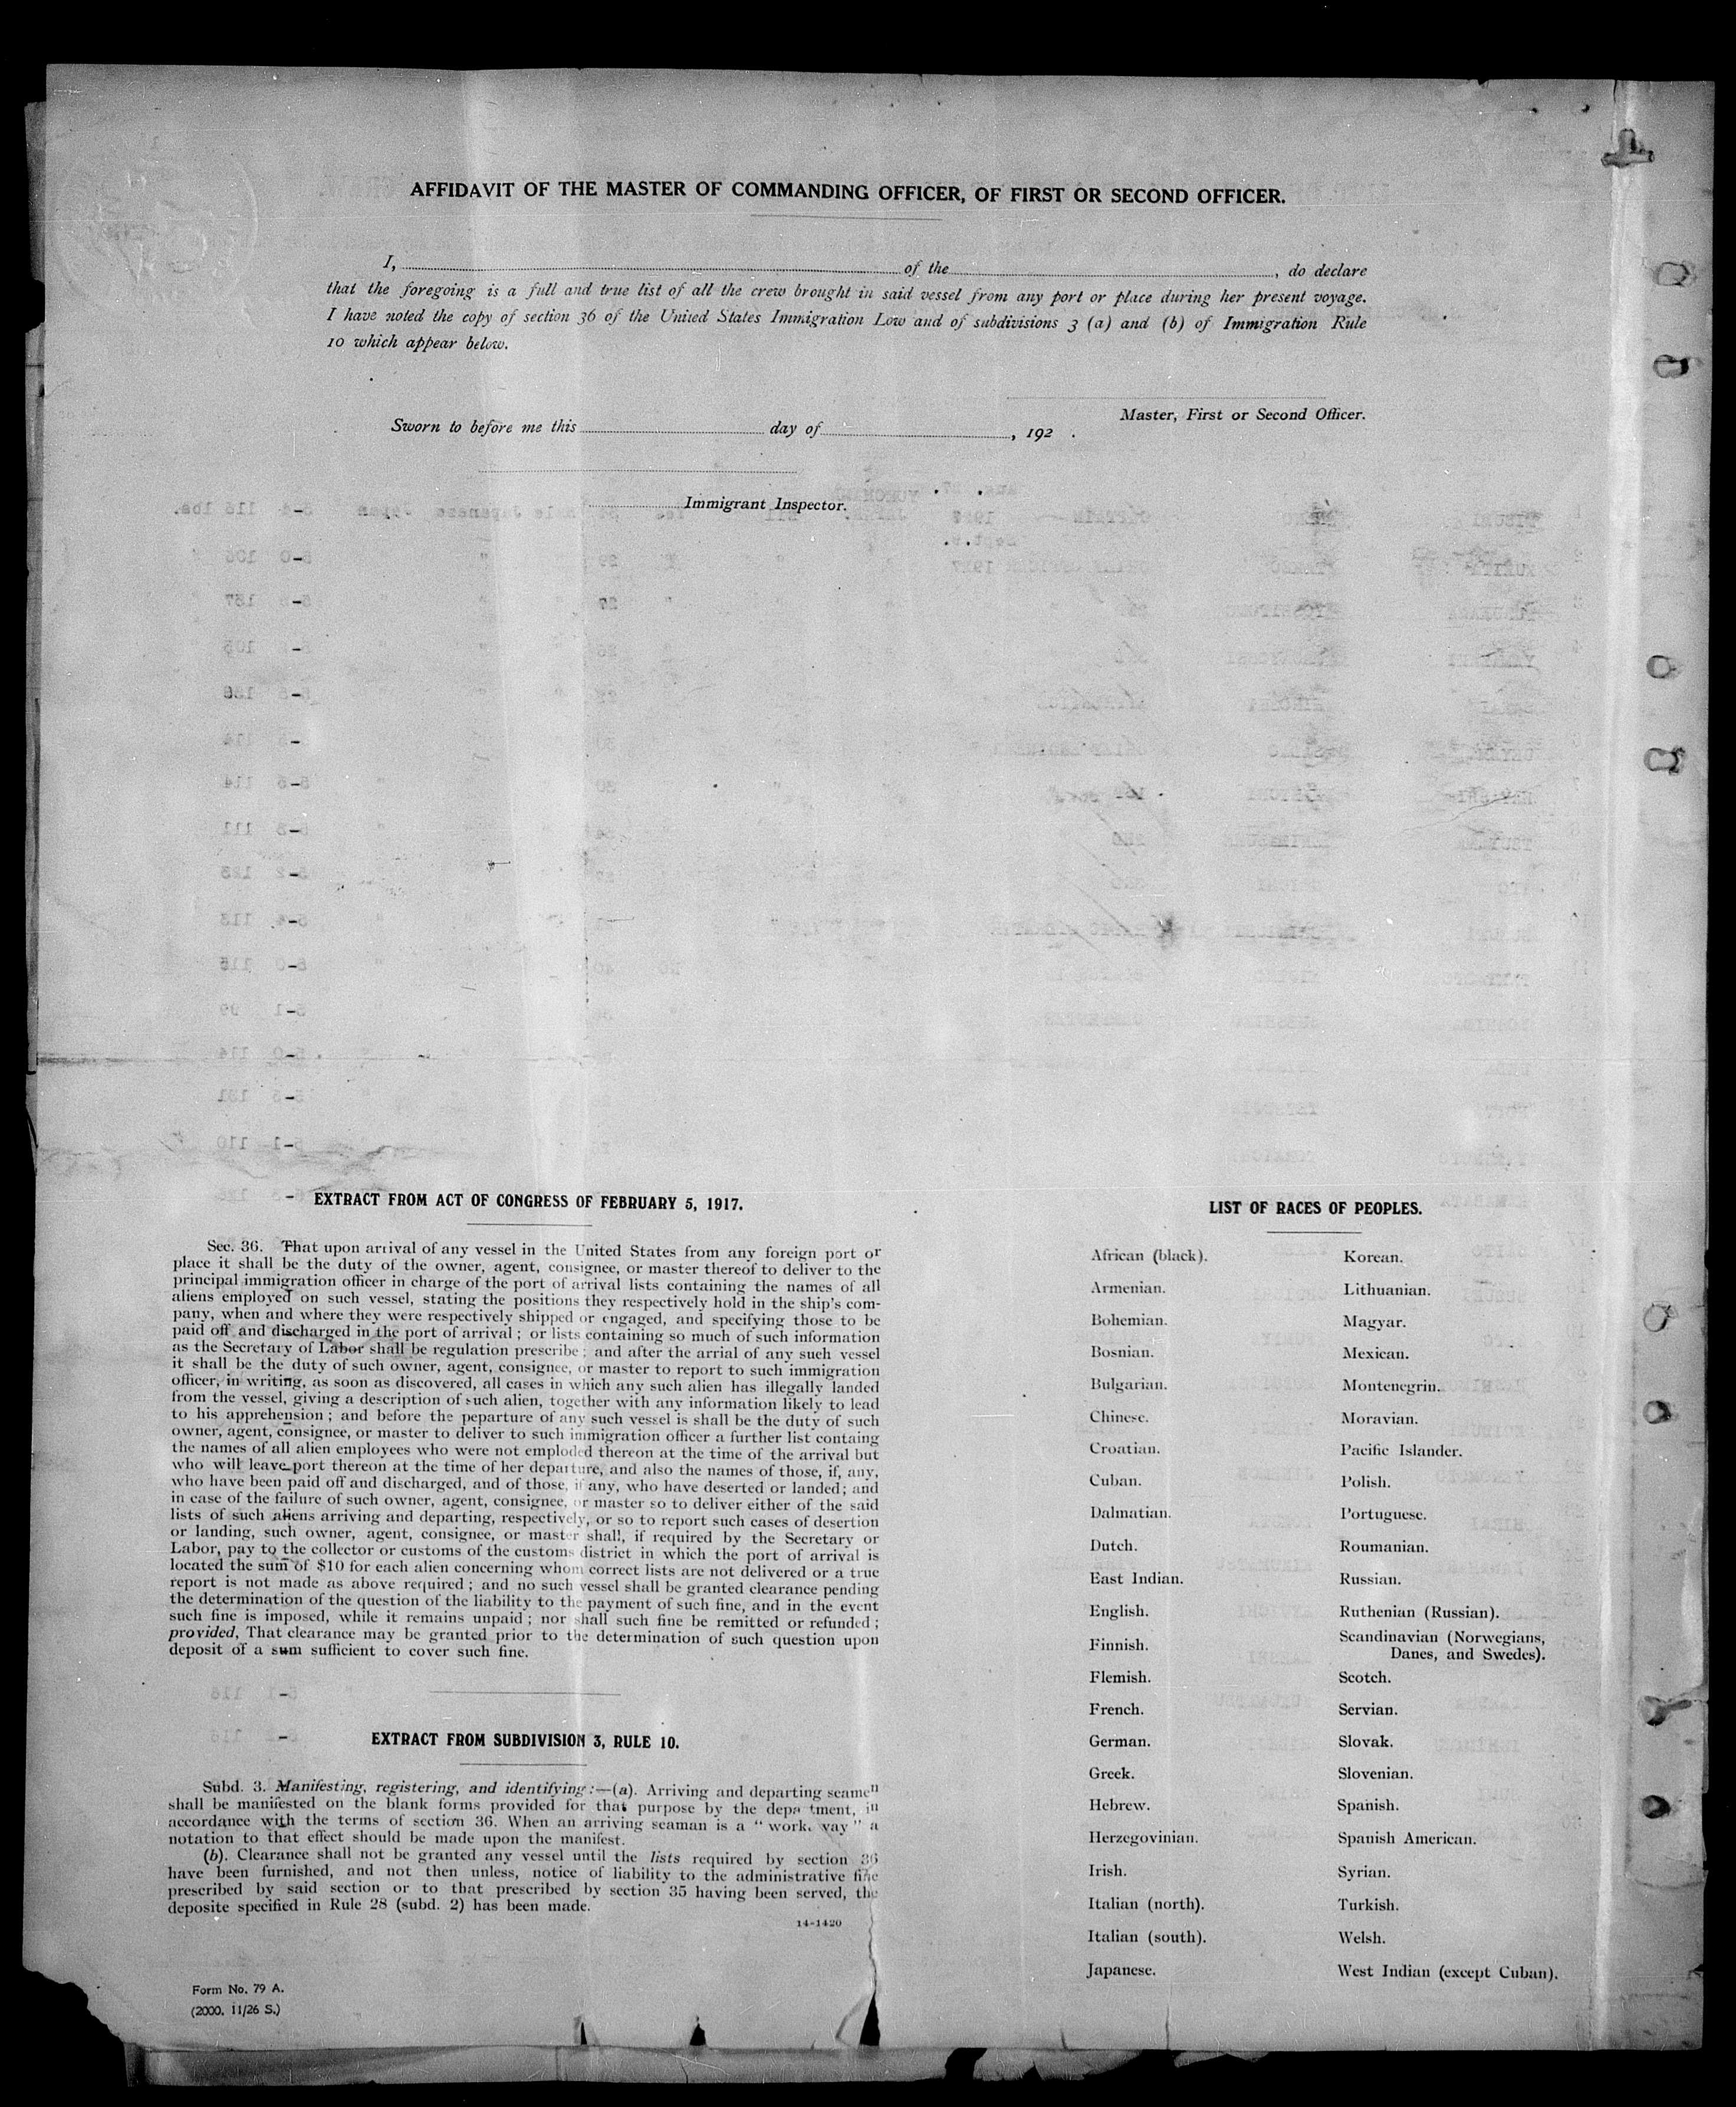 AFFIDAVIT OF THE MASTER OF COMMANDING OFFICER, OF FIRST OR SECOND OFFICER.
I, of the , do declare
that the foregoing is a full and true list of all the crew brought in said vessel from any port or place during her present voyage.
I have noted the copy of section 36 of the United States Immigration Low and of subdivisions 3 (a) and (b) of Immigration Rule
10 which appear below.
Master, First or Second Officer.
Sworn to before me this day of , 192 .
Immigrant Inspector.
EXTRACT FROM ACT OF CONGRESS OF FEBRUARY 5, 1917.
Sec. 36. That upon arrival of any vessel in the United States from any foreign port or
place it shall be the duty of the owner, agent, consignee, or master thereof to deliver to the
principal immigration officer in charge of the port of arrival lists containing the names of all
aliens employed on such vessel, stating the positions they respectively hold in the ship's com-
pany, when and where they were respectively shipped or engaged, and specifying those to be
paid off and discharged in the port of arrival; or lists containing so much of such information
as the Secretary of Labor shall be regulation prescribe; and after the arrial of any such vessel
it shall be the duty of such owner, agent, consignee, or master to report to such immigration
officer, in writing, as soon as discovered, all cases in which any such alien has illegally landed
from the vessel, giving a description of such alien, together with any information likely to lead
to his apprehension; and before the peparture of any such vessel is shall be the duty of such
owner, agent, consignee, or master to deliver to such immigration officer a further list containg
the names of all alien employees who were not emploded thereon at the time of the arrival but
who will leave port thereon at the time of her departure, and also the names of those, if, any,
who have been paid off and discharged, and of those, if any, who have deserted or landed; and
in case of the failure of such owner, agent, consignee, or master so to deliver either of the said
lists of such aliens arriving and departing, respectively, or so to report such cases of desertion
or landing, such owner, agent, consignee, or master shall, if required by the Secretary or
Labor, pay to the collector or customs of the customs district in which the port of arrival is
located the sum of $10 for each alien concerning whom correct lists are not delivered or a true
report is not made as above required; and no such vessel shall be granted clearance pending
the determination of the question of the liability to the payment of such fine, and in the event
such fine is imposed, while it remains unpaid; nor shall such fine be remitted or refunded;
provided, That clearance may be granted prior to the determination of such question upon
deposit of a sum sufficient to cover such fine.
EXTRACT FROM SUBDIVISION 3, RULE 10.
Subd. 3. Manifesting, registering, and identifying:—(a). Arriving and departing seamen
shall be manifested on the blank forms provided for that purpose by the depa tment, in
accordance with the terms of section 36. When an arriving seaman is a " work. vay " a
notation to that effect should be made upon the manifest.
(b). Clearance shall not be granted any vessel until the lists required by section 36
have been furnished, and not then unless, notice of liability to the administrative fine
prescribed by said section or to that prescribed by section 35 having been served, the
deposite specified in Rule 28 (subd. 2) has been made.
14-1420
Form No. 79 A.
(2000. 11/26 S.)
LIST OF RACES OF PEOPLES.
African (black).
Armenian.
Bohemian.
Bosnian.
Bulgarian.
Chinese.
Croatian.
Cuban.
Dalmatian.
Dutch.
East Indian.
English.
Finnish.
Flemish.
French.
German.
Greek.
Hebrew.
Herzegovinian.
Irish.
Italian (north).
Italian (south).
Japanese.
Korean.
Lithuanian.
Magyar.
Mexican.
Montenegrin.
Moravian.
Pacific Islander.
Polish.
Portuguese.
Roumanian.
Russian.
Ruthenian (Russian).
Scandinavian (Norwegians,
Danes, and Swedes).
Scotch.
Servian.
Slovak.
Slovenian.
Spanish.
Spanish American.
Syrian.
Turkish.
Welsh.
West Indian (except Cuban).